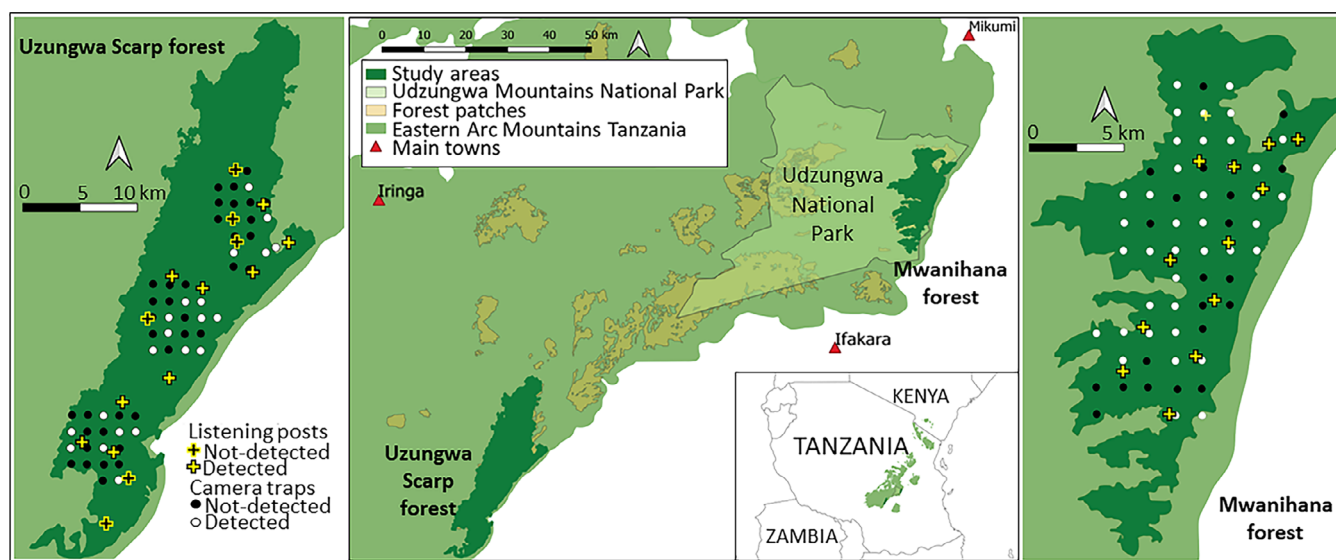 Uzungwa Scarp forest
0 5 10 km
Listening posts
Not-detected
Detected
Camera traps
Not-detected
Detected
0 10 20 30 40 50 km
Study areas
Udzungwa Mountains National Park
Forest patches
Eastern Arc Mountains Tanzania
Main towns
Mikumi
Iringa
Udzungwa
National
Park
Mwanihana
forest
Ifakara
Uzungwa
Scarp
forest
KENYA
TANZANIA
ZAMBIA
0 5 km
Mwanihana
forest